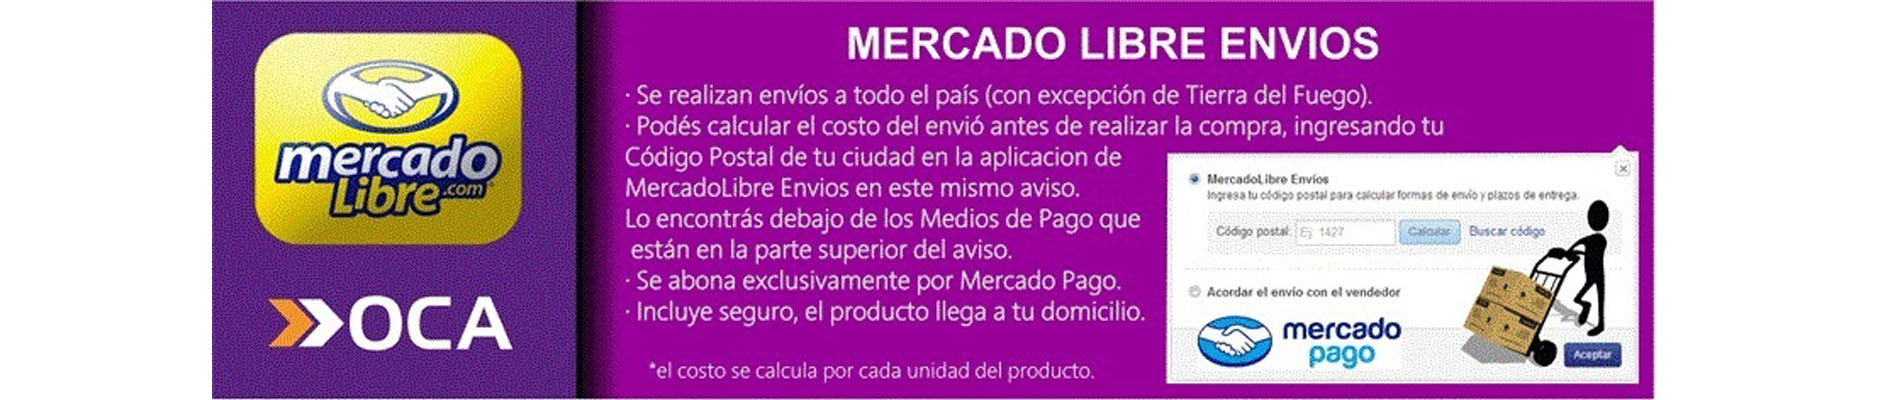 mercado
Libre.com
OCA
MERCADO LIBRE ENVIOS
· Se realizan envíos a todo el país (con excepción de Tierra del Fuego).
· Podés calcular el costo del envió antes de realizar la compra, ingresando tu
Código Postal de tu ciudad en la aplicacion de
MercadoLibre Envios en este mismo aviso.
Lo encontrás debajo de los Medios de Pago que
están en la parte superior del aviso.
· Se abona exclusivamente por Mercado Pago.
· Incluye seguro, el producto llega a tu domicilio.
*el costo se calcula por cada unidad del producto.
MercadoLibre Envíos
Ingresa tu código postal para calcular formas de envío y plazos de entrega.
Código postal: Ej. 1427 Calcular Buscar código
Acordar el envío con el vendedor
mercado
pago
Aceptar